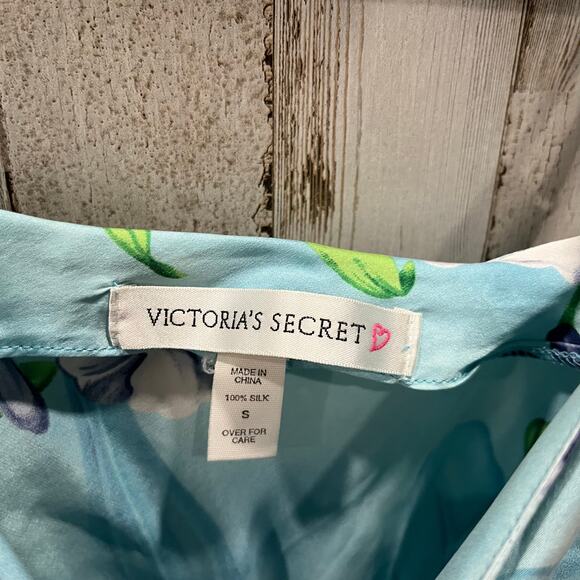 VICTORIA'S SECRET
MADE IN
CHINA
100% SILK
S
OVER FOR
CARE